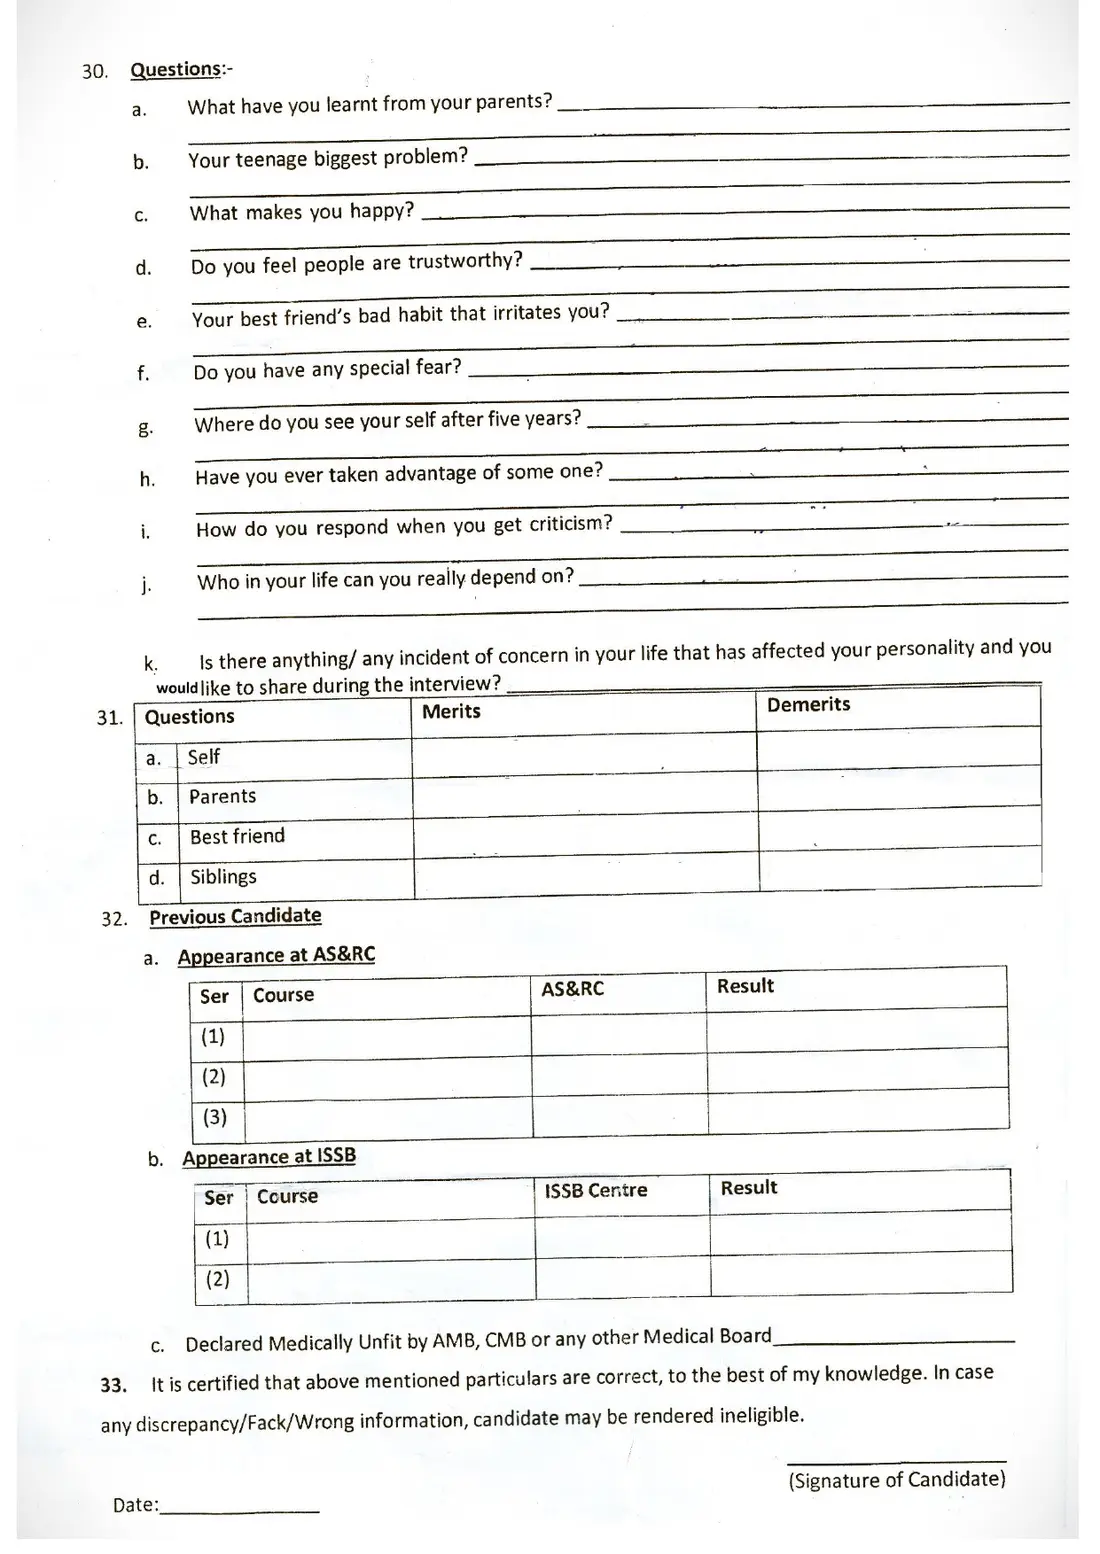 30. Questions:-
a. What have you learnt from your parents?
b. Your teenage biggest problem?
c. What makes you happy?
d. Do you feel people are trustworthy?
e. Your best friend's bad habit that irritates you?
f. Do you have any special fear?
g. Where do you see your self after five years?
h. Have you ever taken advantage of some one?
i. How do you respond when you get criticism?
j. Who in your life can you really depend on?
k. Is there anything/ any incident of concern in your life that has affected your personality and you
would like to share during the interview?
31. Questions Merits Demerits
a. Self
b. Parents
c. Best friend
d. Siblings
32. Previous Candidate
a. Appearance at AS&RC
Ser Course AS&RC Result
(1)
(2)
(3)
b. Appearance at ISSB
Ser Course ISSB Centre Result
(1)
(2)
c. Declared Medically Unfit by AMB, CMB or any other Medical Board
33. It is certified that above mentioned particulars are correct, to the best of my knowledge. In case
any discrepancy/Fack/Wrong information, candidate may be rendered ineligible.
(Signature of Candidate)
Date: